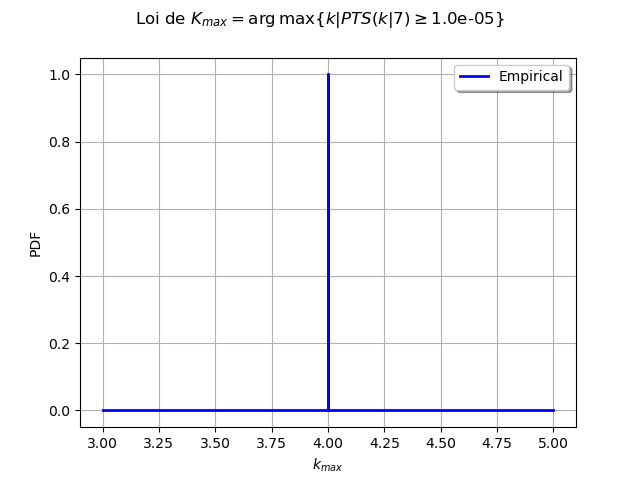 Loi de $K_{max} = \arg\max\{k|PTS(k|7) \geq 1.0\text{e-}05\}$
Empirical
1.0
0.8
0.6
0.4
0.2
0.0
PDF
3.00 3.25 3.50 3.75 4.00 4.25 4.50 4.75 5.00
$k_{max}$